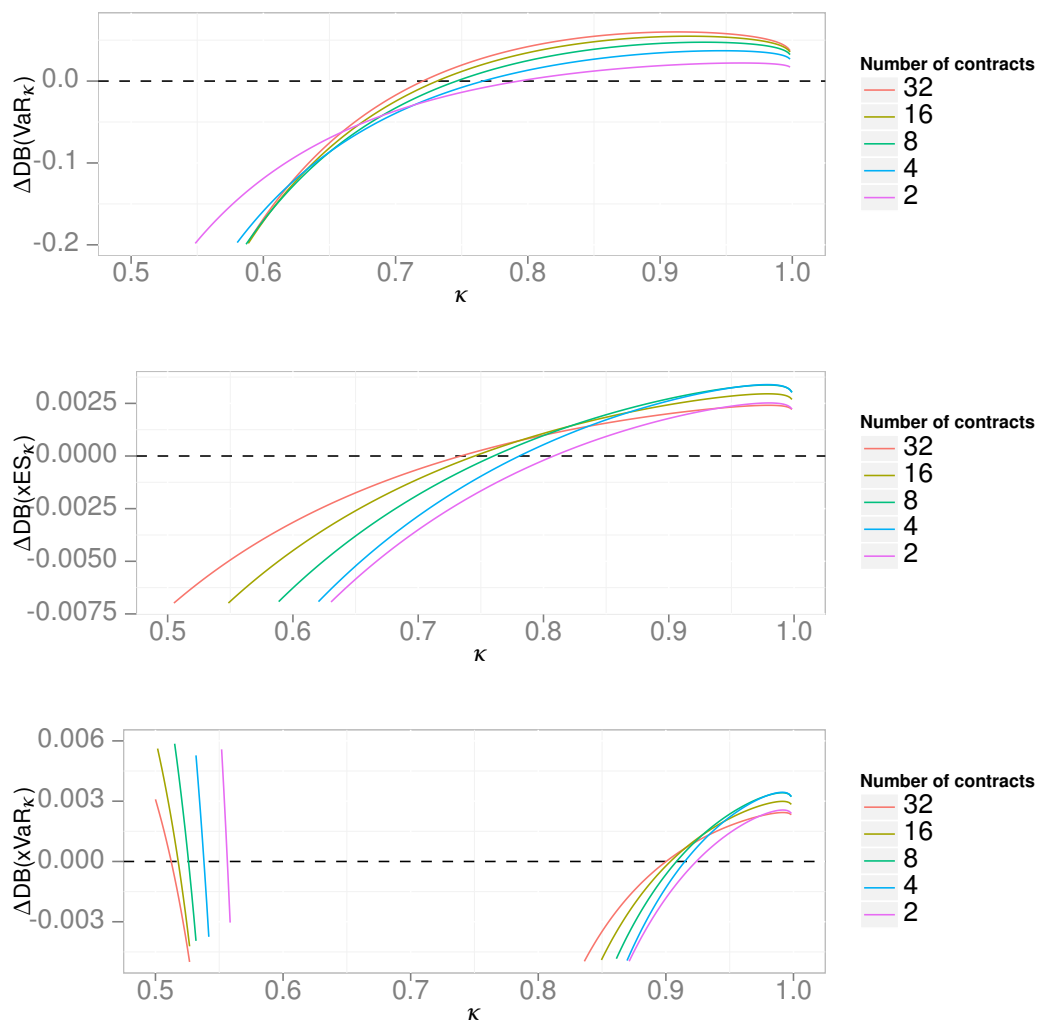 ΔDB(VaRκ)
0.0
-0.1
-0.2
0.5 0.6 0.7 0.8 0.9 1.0
κ
Number of contracts
32
16
8
4
2
ΔDB(xESκ)
0.0025
0.0000
-0.0025
-0.0050
-0.0075
0.5 0.6 0.7 0.8 0.9 1.0
κ
Number of contracts
32
16
8
4
2
ΔDB(xVaRκ)
0.006
0.003
0.000
-0.003
0.5 0.6 0.7 0.8 0.9 1.0
κ
Number of contracts
32
16
8
4
2